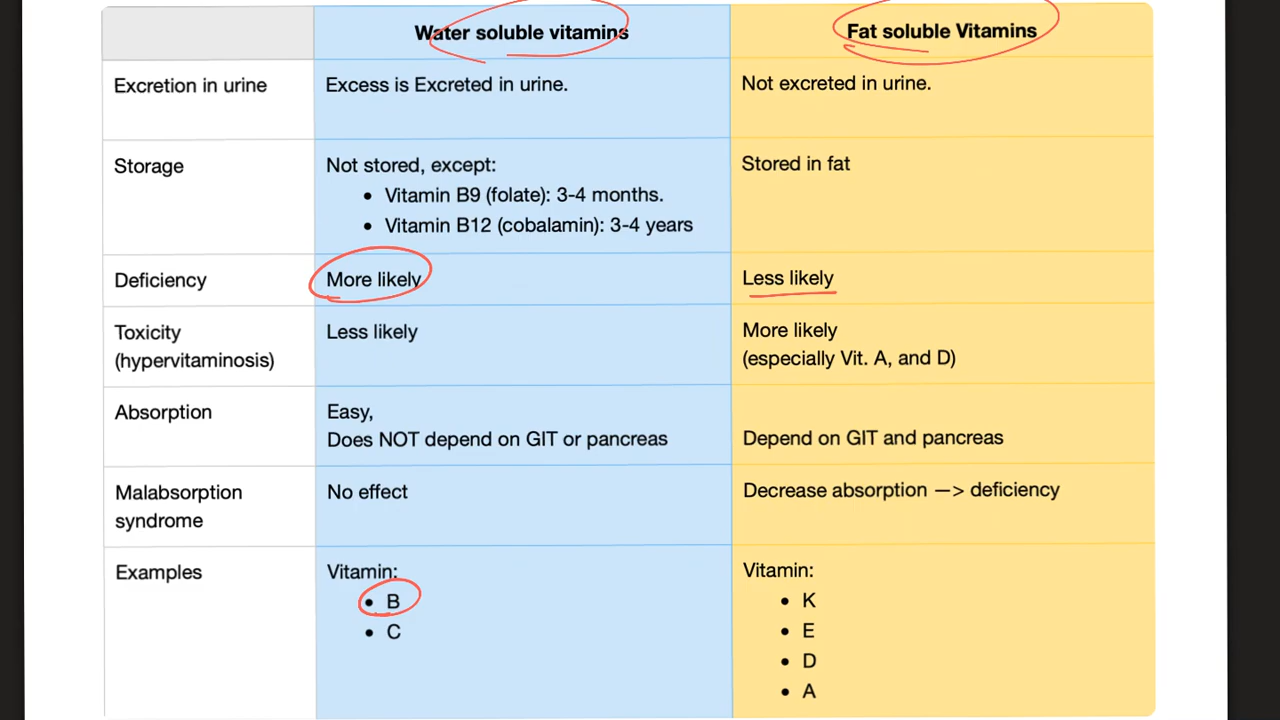 Water soluble vitamins
Fat soluble Vitamins
Excretion in urine
Excess is Excreted in urine.
Not excreted in urine.
Storage
Not stored, except:
• Vitamin B9 (folate): 3-4 months.
• Vitamin B12 (cobalamin): 3-4 years
Stored in fat
Deficiency
More likely
Less likely
Toxicity
(hypervitaminosis)
Less likely
More likely
(especially Vit. A, and D)
Absorption
Easy,
Does NOT depend on GIT or pancreas
Depend on GIT and pancreas
Malabsorption
syndrome
No effect
Decrease absorption —> deficiency
Examples
Vitamin:
• B
• C
Vitamin:
• K
• E
• D
• A